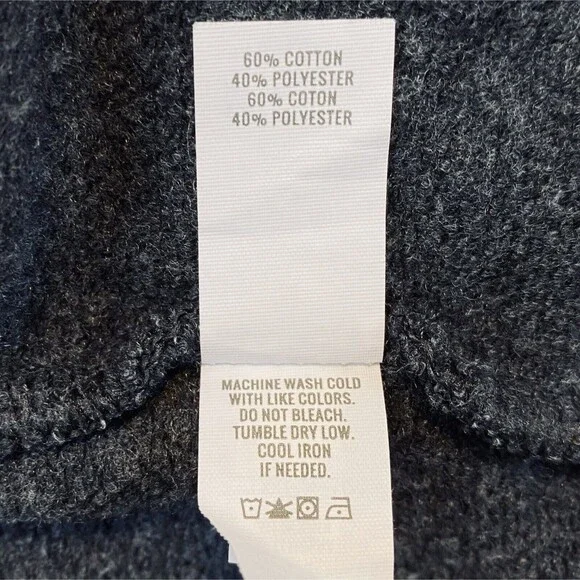 60% COTTON
40% POLYESTER
60% COTON
40% POLYESTER
MACHINE WASH COLD
WITH LIKE COLORS.
DO NOT BLEACH.
TUMBLE DRY LOW.
COOL IRON
IF NEEDED.